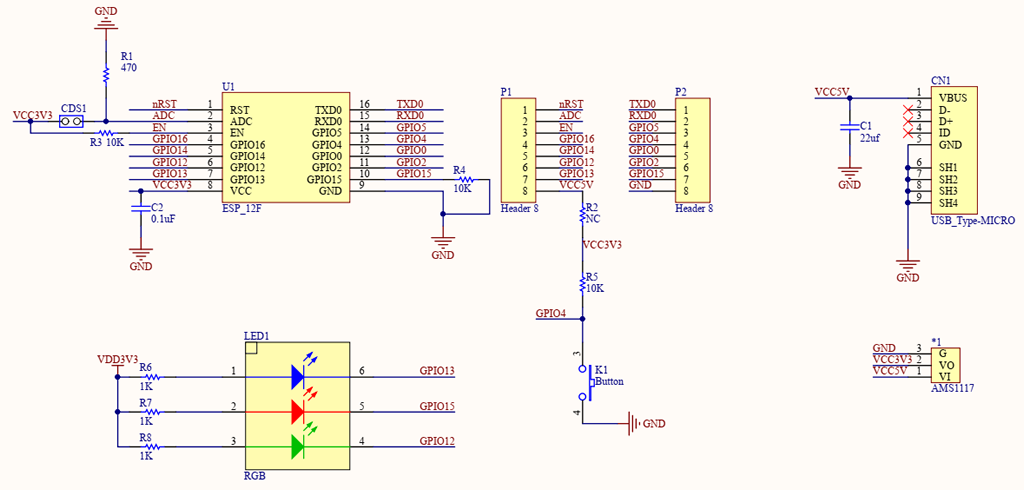 GND
R1
470
VCC3V3
CDS1
R3 10K
U1
nRST 1 RST TXD0 16 TXD0
ADC 2 ADC RXD0 15 RXD0
EN 3 EN GPIO5 14 GPIO5
GPIO16 4 GPIO16 GPIO4 13 GPIO4
GPIO14 5 GPIO14 GPIO0 12 GPIO0
GPIO12 6 GPIO12 GPIO2 11 GPIO2
GPIO13 7 GPIO13 GPIO15 10 GPIO15
VCC3V3 8 VCC GND 9
ESP_12F
C2
0.1uF
GND
R4
10K
GND
P1
1 nRST
2 ADC
3 EN
4 GPIO16
5 GPIO14
6 GPIO12
7 GPIO13
8 VCC5V
Header 8
P2
TXD0 1
RXD0 2
GPIO5 3
GPIO4 4
GPIO0 5
GPIO2 6
GPIO15 7
GND 8
Header 8
R2
NC
VCC3V3
R5
10K
GPIO4
3
K1
Button
4
GND
VCC5V
C1
22uf
GND
CN1
1 VBUS
2 D-
3 D+
4 ID
5 GND
6 SH1
7 SH2
8 SH3
9 SH4
USB_Type-MICRO
GND
LED1
VDD3V3
R6
1K
1 6 GPIO13
R7
1K
2 5 GPIO15
R8
1K
3 4 GPIO12
RGB
*1
GND 3 G
VCC3V3 2 VO
VCC5V 1 VI
AMS1117